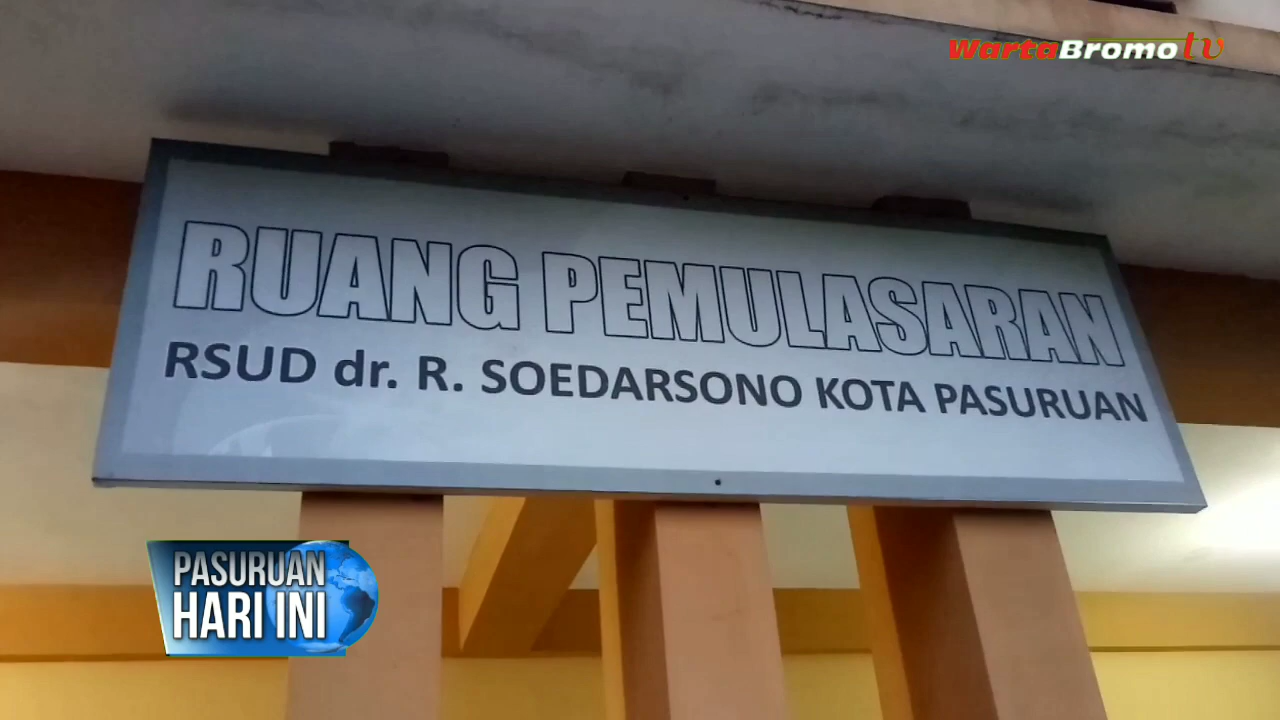 WartaBromo tv
RUANG PEMULASARAN
RSUD dr. R. SOEDARSONO KOTA PASURUAN
PASURUAN
HARI INI